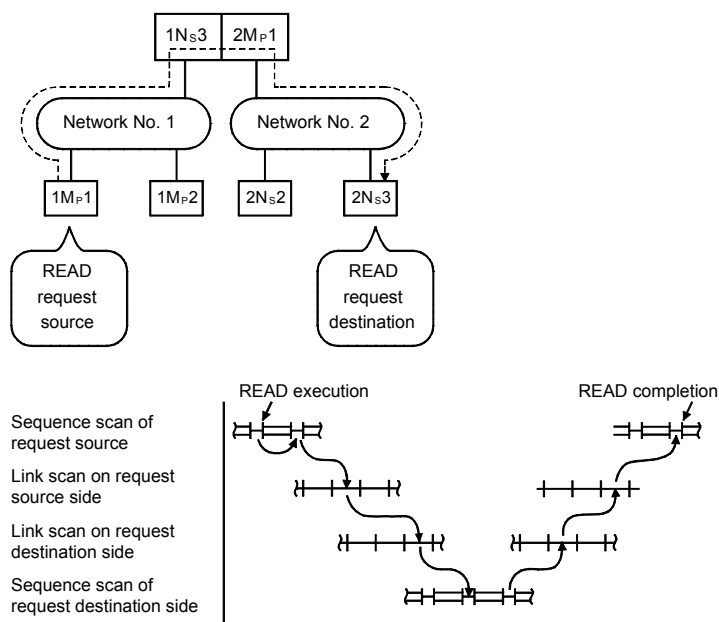 1Ns3 2MP1
Network No. 1 Network No. 2
1MP1 1MP2 2Ns2 2Ns3
READ
request
source
READ
request
destination
READ execution READ completion
Sequence scan of
request source
Link scan on request
source side
Link scan on request
destination side
Sequence scan of
request destination side